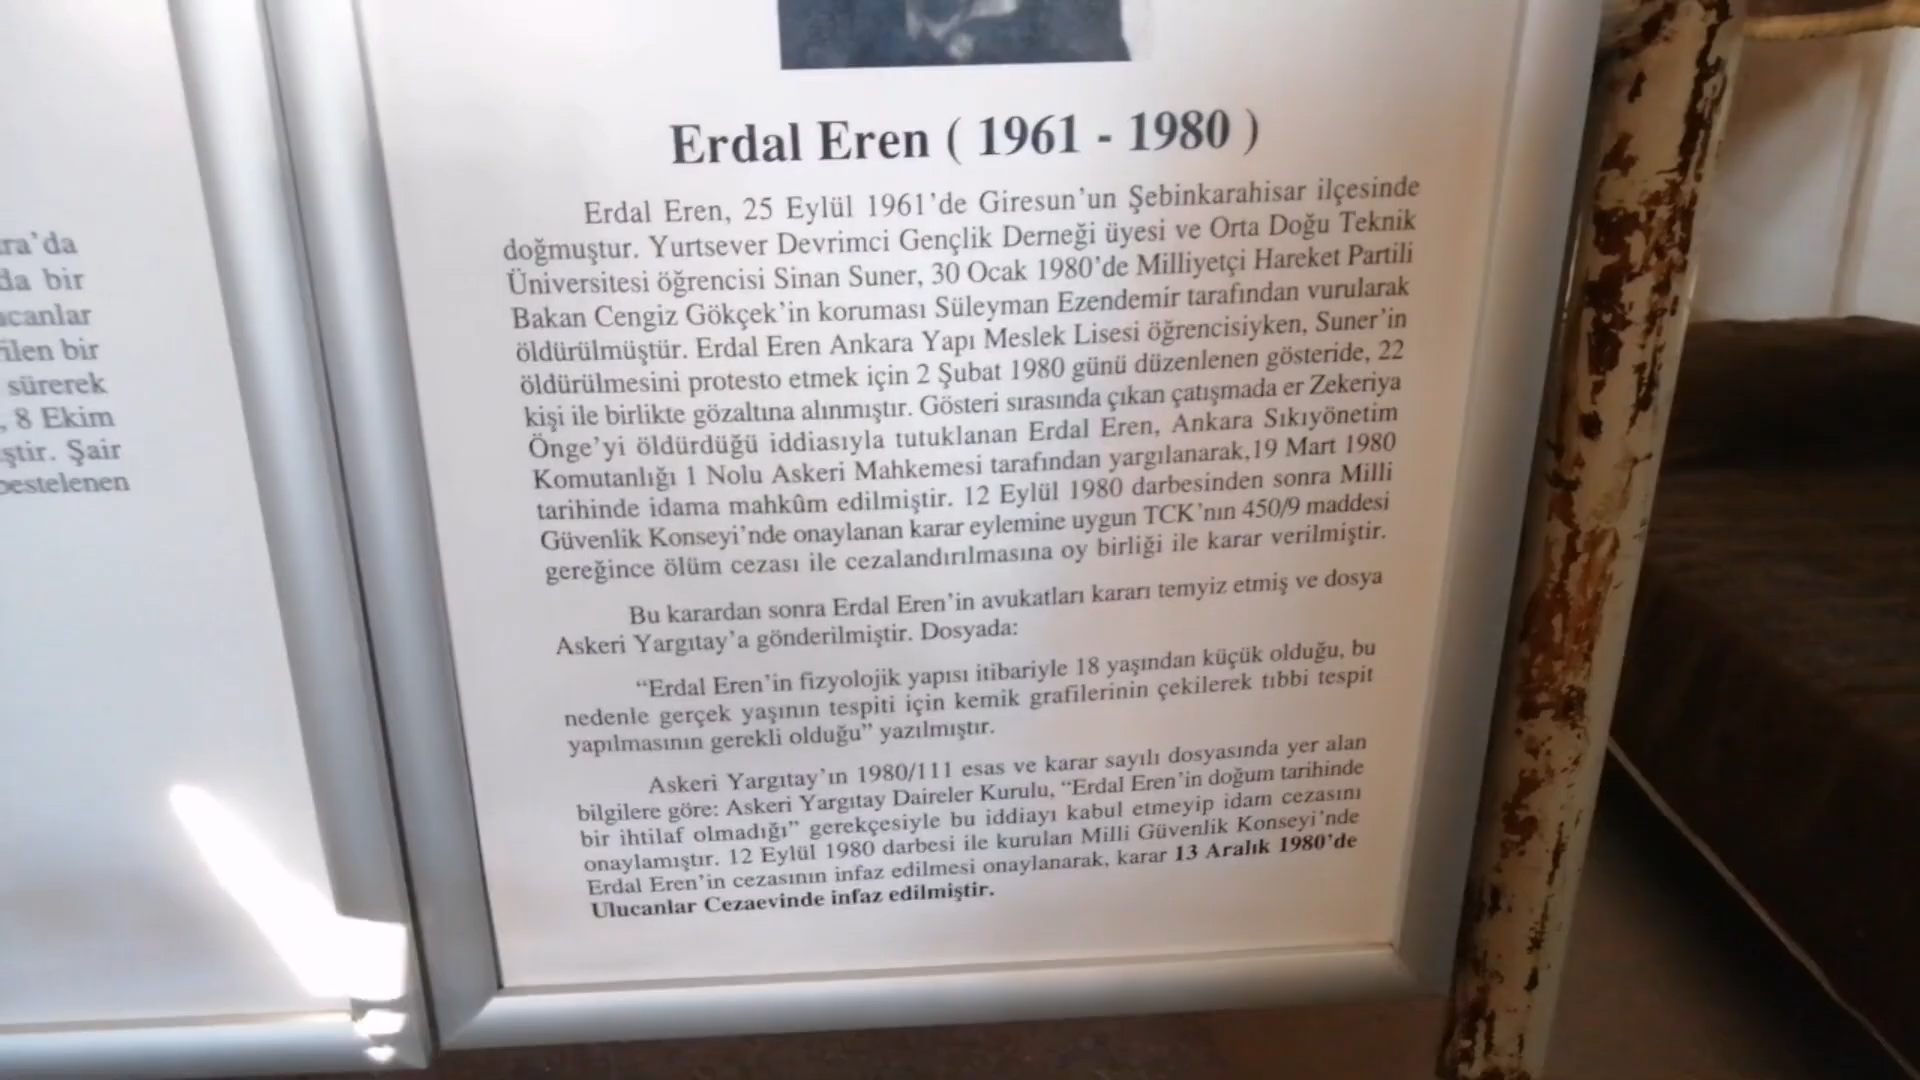 ra'da
da bir
ucanlar
filen bir
sürerek
, 8 Ekim
ştir. Şair
bestelenen
Erdal Eren ( 1961 - 1980 )
Erdal Eren, 25 Eylül 1961'de Giresun'un Şebinkarahisar ilçesinde
doğmuştur. Yurtsever Devrimci Gençlik Derneği üyesi ve Orta Doğu Teknik
Üniversitesi öğrencisi Sinan Suner, 30 Ocak 1980'de Milliyetçi Hareket Partili
Bakan Cengiz Gökçek'in koruması Süleyman Ezendemir tarafından vurularak
öldürülmüştür. Erdal Eren Ankara Yapı Meslek Lisesi öğrencisiyken, Suner'in
öldürülmesini protesto etmek için 2 Şubat 1980 günü düzenlenen gösteride, 22
kişi ile birlikte gözaltına alınmıştır. Gösteri sırasında çıkan çatışmada er Zekeriya
Önge'yi öldürdüğü iddiasıyla tutuklanan Erdal Eren, Ankara Sıkıyönetim
Komutanlığı 1 Nolu Askeri Mahkemesi tarafından yargılanarak,19 Mart 1980
tarihinde idama mahkûm edilmiştir. 12 Eylül 1980 darbesinden sonra Milli
Güvenlik Konseyi'nde onaylanan karar eylemine uygun TCK'nın 450/9 maddesi
gereğince ölüm cezası ile cezalandırılmasına oy birliği ile karar verilmiştir.
Bu karardan sonra Erdal Eren'in avukatları kararı temyiz etmiş ve dosya
Askeri Yargıtay'a gönderilmiştir. Dosyada:
“Erdal Eren'in fizyolojik yapısı itibariyle 18 yaşından küçük olduğu, bu
nedenle gerçek yaşının tespiti için kemik grafilerinin çekilerek tıbbi tespit
yapılmasının gerekli olduğu” yazılmıştır.
Askeri Yargıtay'ın 1980/111 esas ve karar sayılı dosyasında yer alan
bilgilere göre: Askeri Yargıtay Daireler Kurulu, “Erdal Eren'in doğum tarihinde
bir ihtilaf olmadığı” gerekçesiyle bu iddiayı kabul etmeyip idam cezasını
onaylamıştır. 12 Eylül 1980 darbesi ile kurulan Milli Güvenlik Konseyi'nde
Erdal Eren'in cezasının infaz edilmesi onaylanarak, karar 13 Aralık 1980'de
Ulucanlar Cezaevinde infaz edilmiştir.